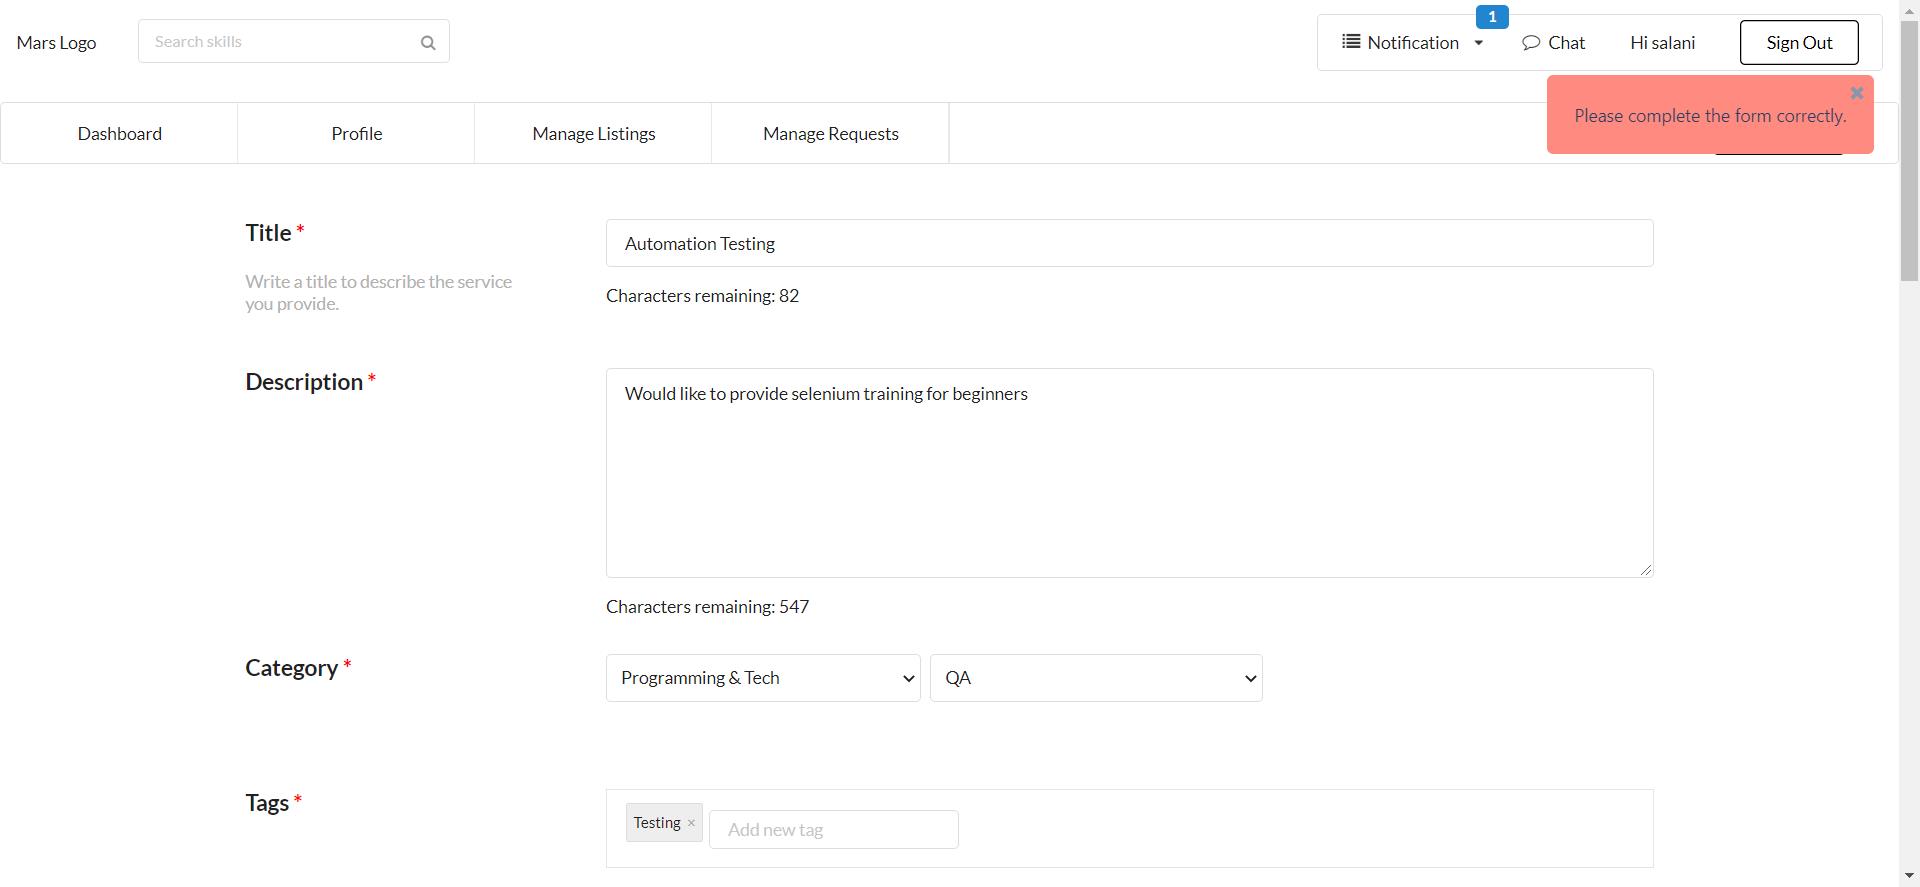 Mars Logo
Search skills
1
Notification
Chat
Hi salani
Sign Out
Please complete the form correctly.
Dashboard
Profile
Manage Listings
Manage Requests
Title *
Write a title to describe the service
you provide.
Automation Testing
Characters remaining: 82
Description *
Would like to provide selenium training for beginners
Characters remaining: 547
Category *
Programming & Tech
QA
Tags *
Testing ×
Add new tag